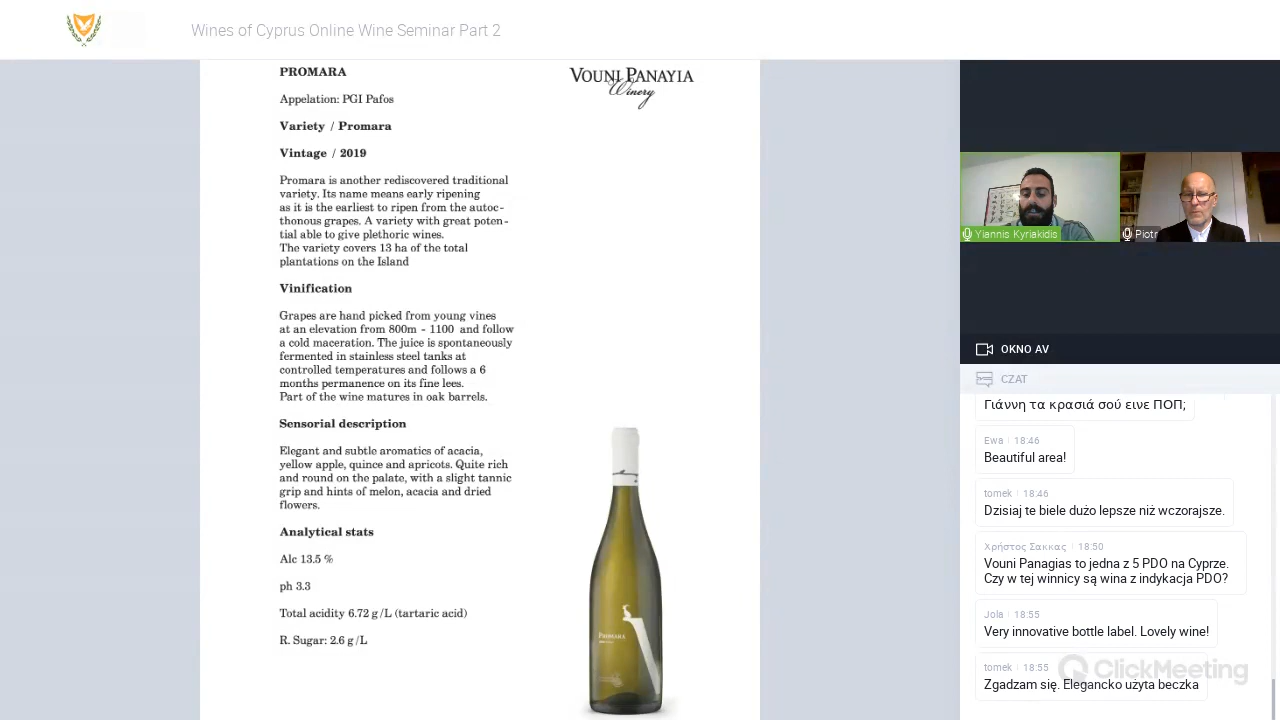 Wines of Cyprus Online Wine Seminar Part 2
PROMARA
Appelation: PGI Pafos
Variety / Promara
Vintage / 2019
Promara is another rediscovered traditional
variety. Its name means early ripening
as it is the earliest to ripen from the autoc-
thonous grapes. A variety with great poten-
tial able to give plethoric wines.
The variety covers 13 ha of the total
plantations on the Island
Vinification
Grapes are hand picked from young vines
at an elevation from 800m - 1100 and follow
a cold maceration. The juice is spontaneously
fermented in stainless steel tanks at
controlled temperatures and follows a 6
months permanence on its fine lees.
Part of the wine matures in oak barrels.
Sensorial description
Elegant and subtle aromatics of acacia,
yellow apple, quince and apricots. Quite rich
and round on the palate, with a slight tannic
grip and hints of melon, acacia and dried
flowers.
Analytical stats
Alc 13.5 %
ph 3.3
Total acidity 6.72 g/L (tartaric acid)
R. Sugar: 2.6 g/L
VOUNI PANAYIA
Winery
PROMARA
Yiannis Kyriakidis
Piotr
OKNO AV
CZAT
Γιάννη τα κρασιά σού εινε ΠΟΠ;
Ewa 18:46
Beautiful area!
tomek 18:46
Dzisiaj te biele dużo lepsze niż wczorajsze.
Χρήστος Σακκας 18:50
Vouni Panagias to jedna z 5 PDO na Cyprze.
Czy w tej winnicy są wina z indykacja PDO?
Jola 18:55
Very innovative bottle label. Lovely wine!
tomek 18:55
Zgadzam się. Elegancko użyta beczka
ClickMeeting